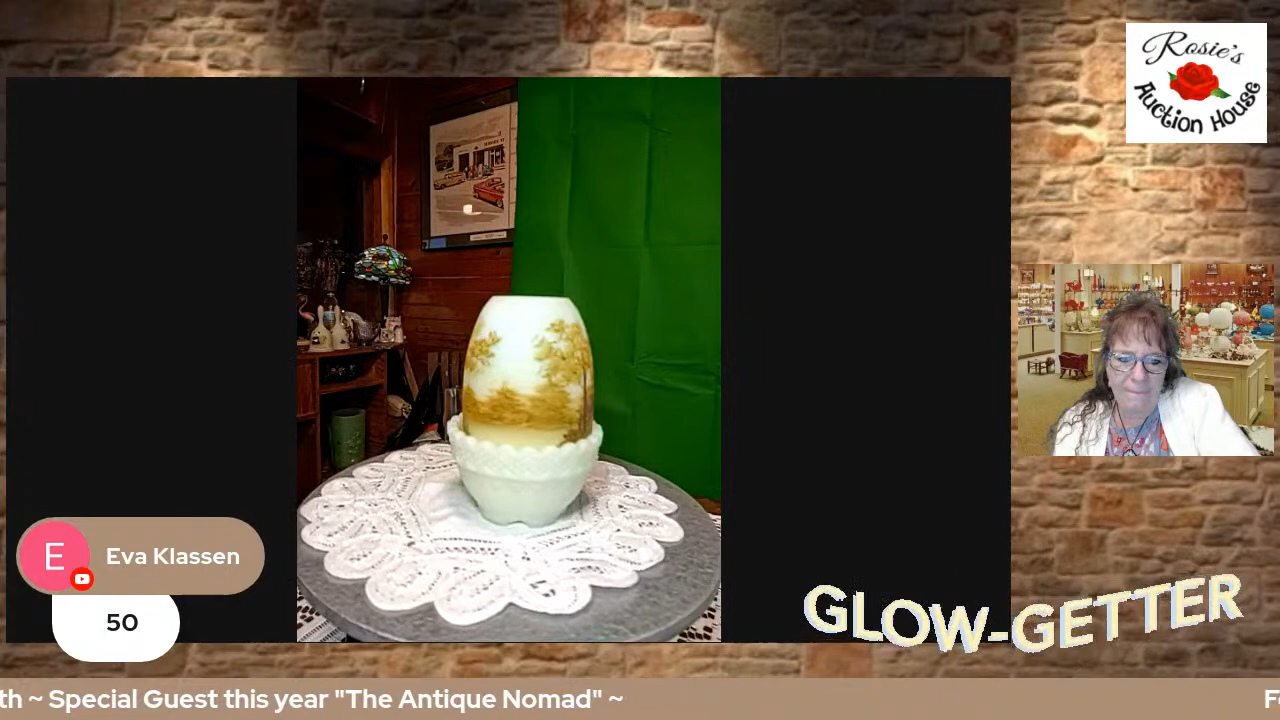 Rosie's
Auction House
E
Eva Klassen
50
GLOW-GETTER
th ~ Special Guest this year "The Antique Nomad" ~